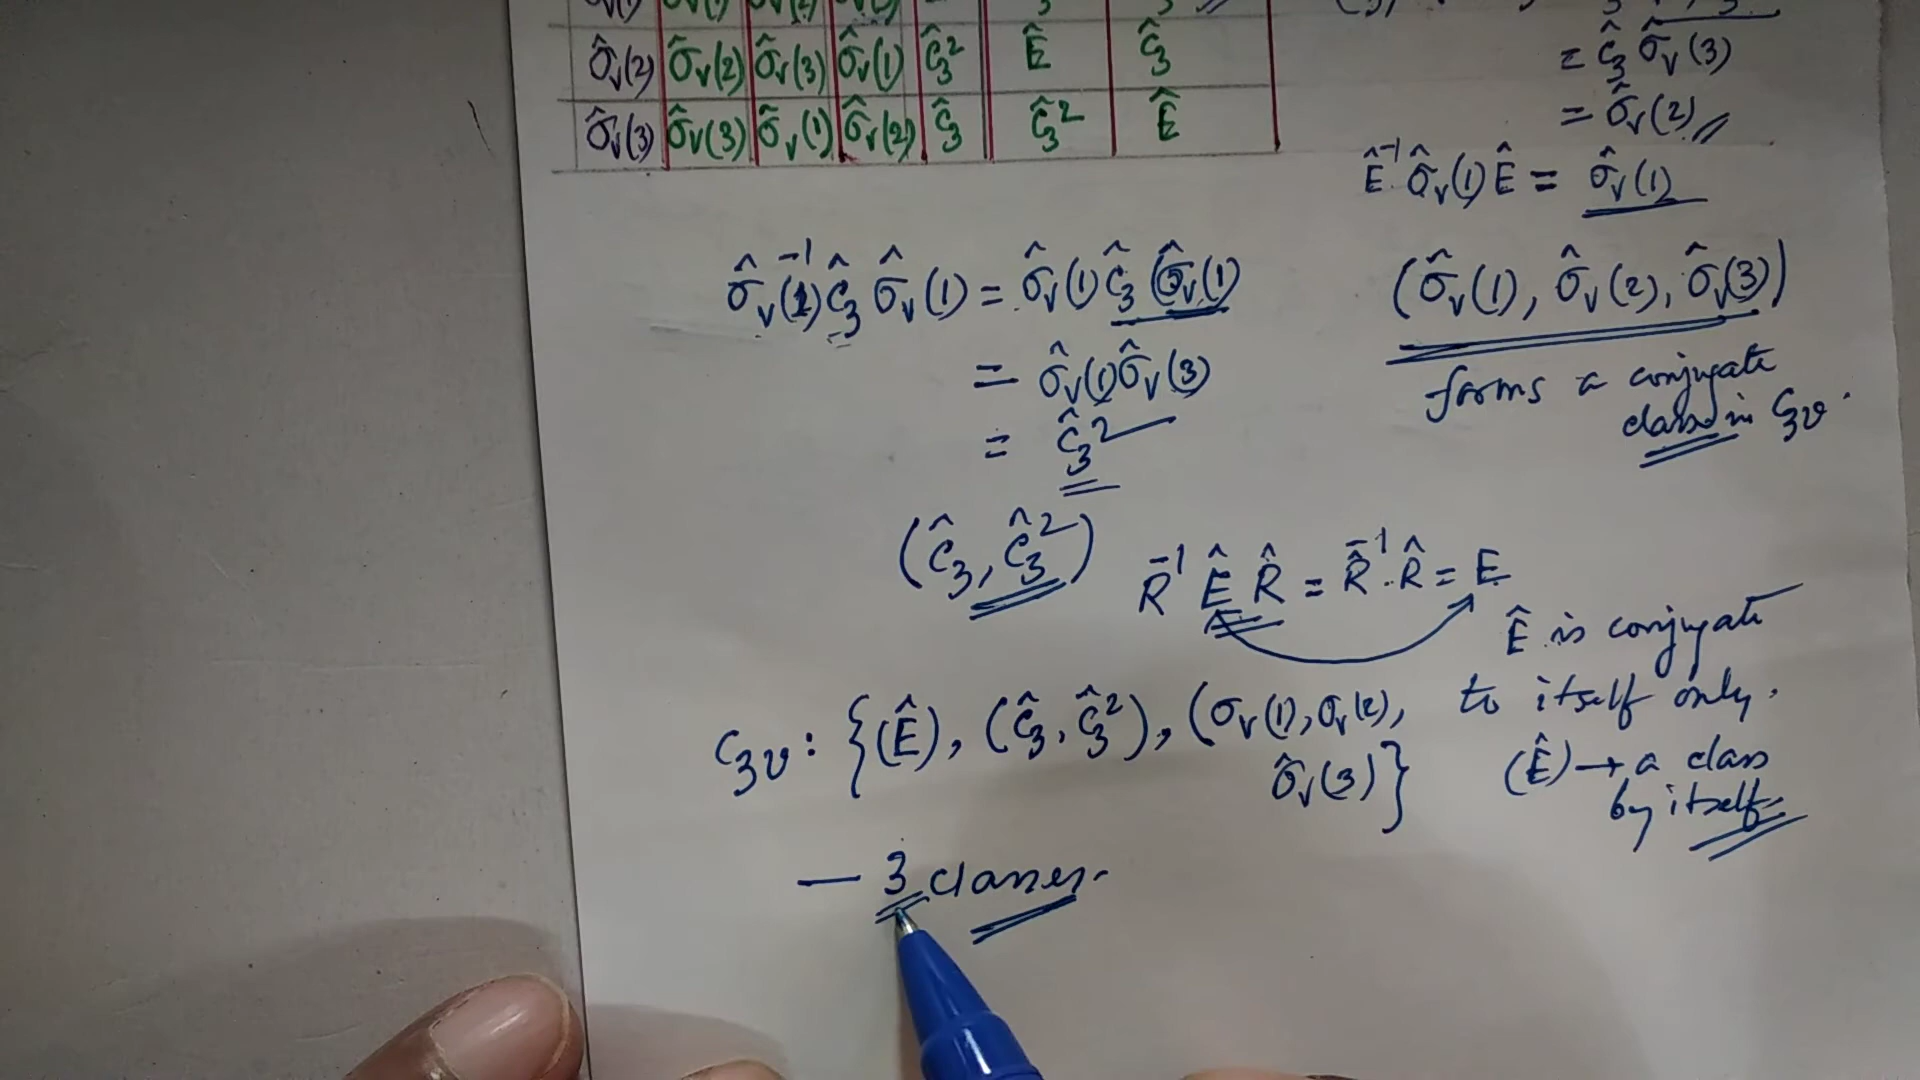 σ̂v(2) σ̂v(2) σ̂v(3) σ̂v(1) Ĉ3² Ê Ĉ3
σ̂v(3) σ̂v(3) σ̂v(1) σ̂v(2) Ĉ3 Ĉ3² Ê
= Ĉ3 σ̂v(3)
= σ̂v(2)
Ê⁻¹ σ̂v(1) Ê = σ̂v(1)
σ̂v⁻¹(1) Ĉ3 σ̂v(1) = σ̂v(1) Ĉ3 σ̂v(1)
= σ̂v(1) σ̂v(3)
= Ĉ3²
(Ĉ3, Ĉ3²)
(σ̂v(1), σ̂v(2), σ̂v(3))
forms a conjugate
class in C3v.
R⁻¹ Ê R̂ = R̂⁻¹·R̂ = E
Ê is conjugate
to itself only.
(Ê) → a class
by itself
C3v: {(Ê), (Ĉ3, Ĉ3²), (σv(1), σv(2),
σ̂v(3)}
— 3 classes.